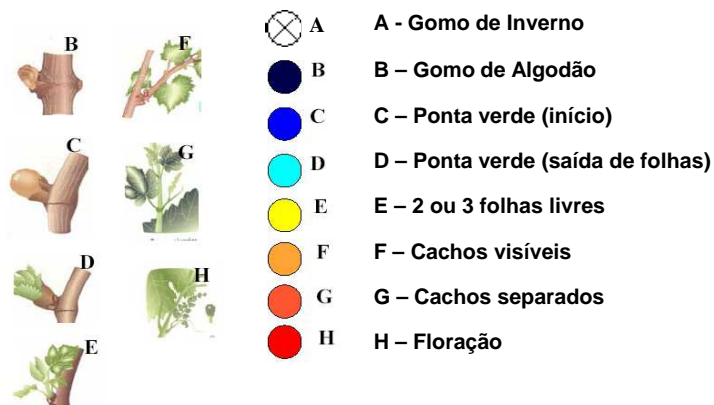 B
F
C
G
D
H
E
A
A - Gomo de Inverno
B
B – Gomo de Algodão
C
C – Ponta verde (início)
D
D – Ponta verde (saída de folhas)
E
E – 2 ou 3 folhas livres
F
F – Cachos visíveis
G
G – Cachos separados
H
H – Floração